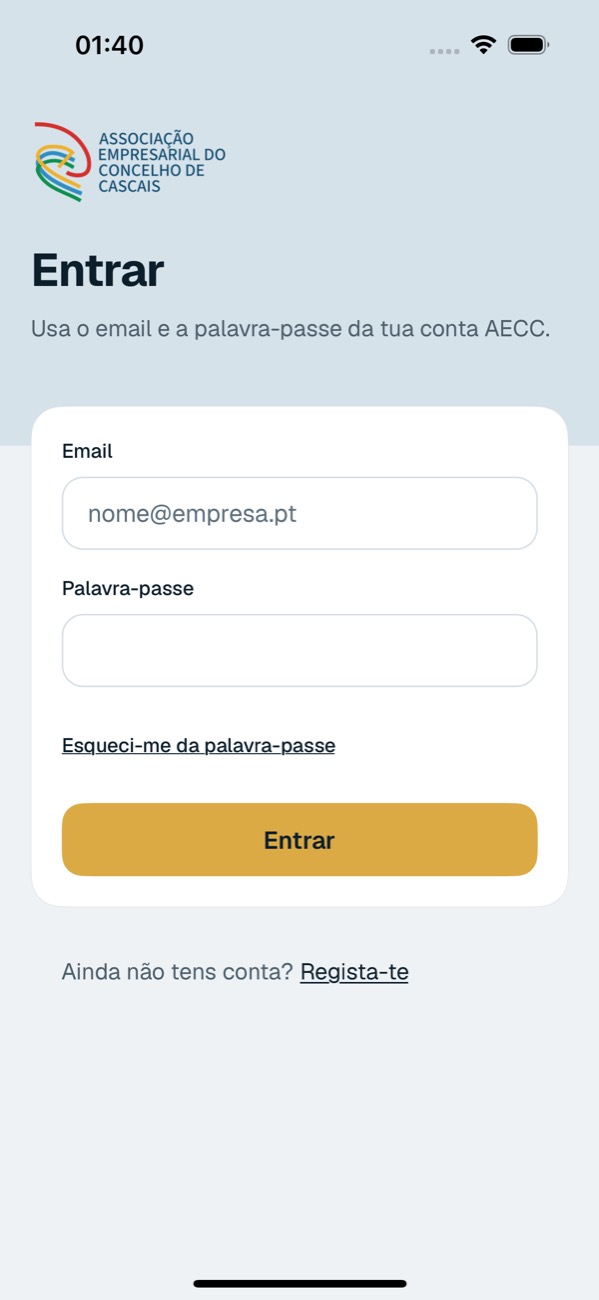 01:40
ASSOCIAÇÃO
EMPRESARIAL DO
CONCELHO DE
CASCAIS
Entrar
Usa o email e a palavra-passe da tua conta AECC.
Email
nome@empresa.pt
Palavra-passe
Esqueci-me da palavra-passe
Entrar
Ainda não tens conta? Regista-te